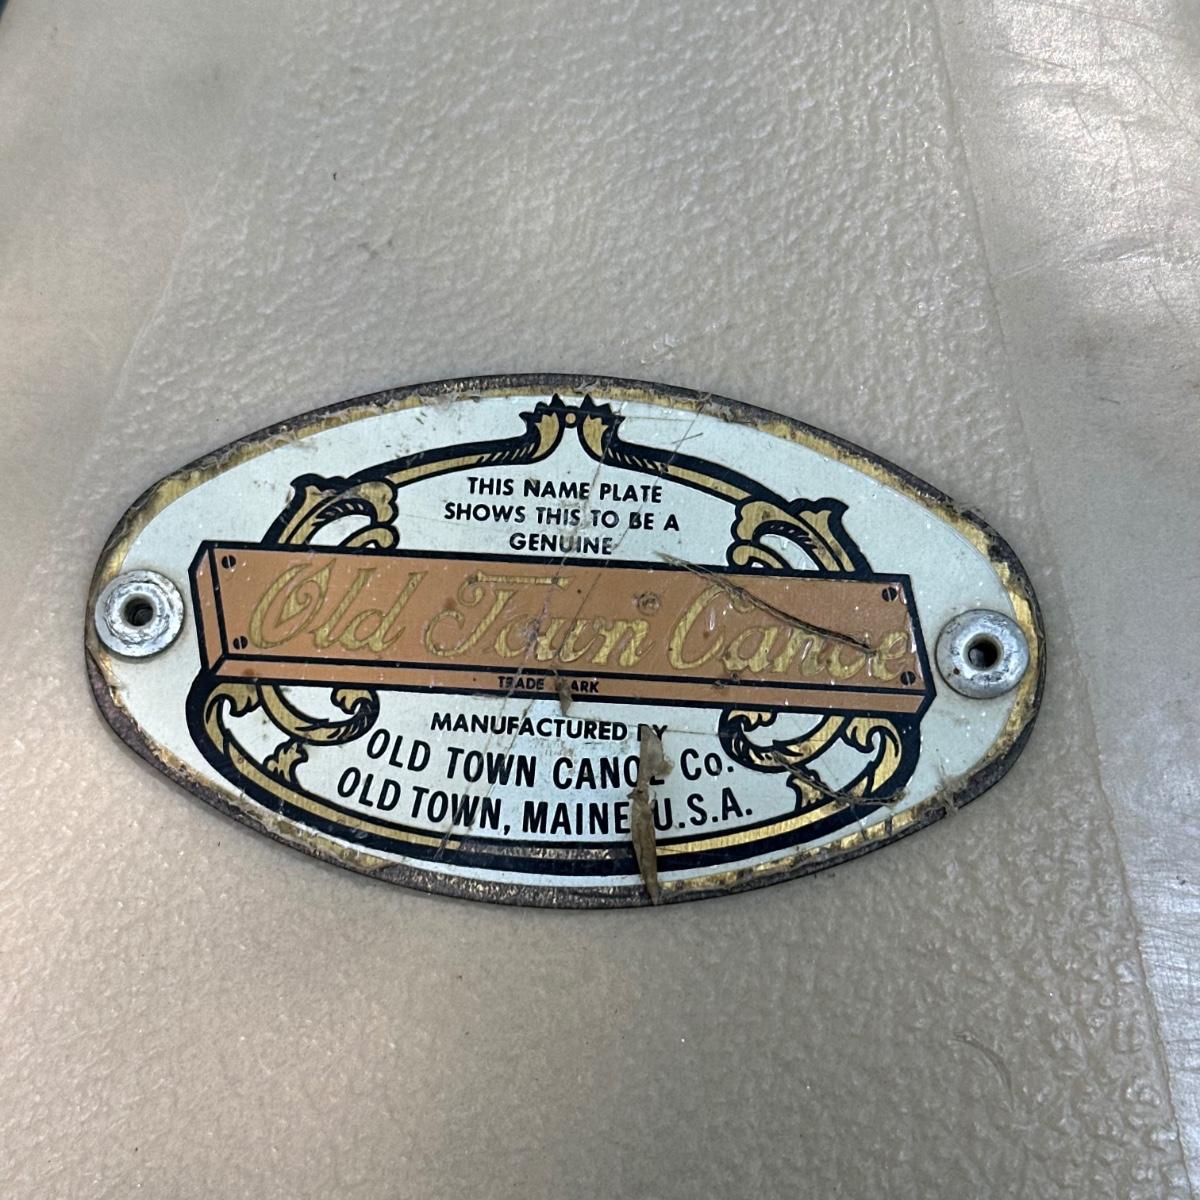 THIS NAME PLATE
SHOWS THIS TO BE A
GENUINE
Old Town Canoe
TRADE MARK
MANUFACTURED BY
OLD TOWN CANOE Co.
OLD TOWN, MAINE U.S.A.